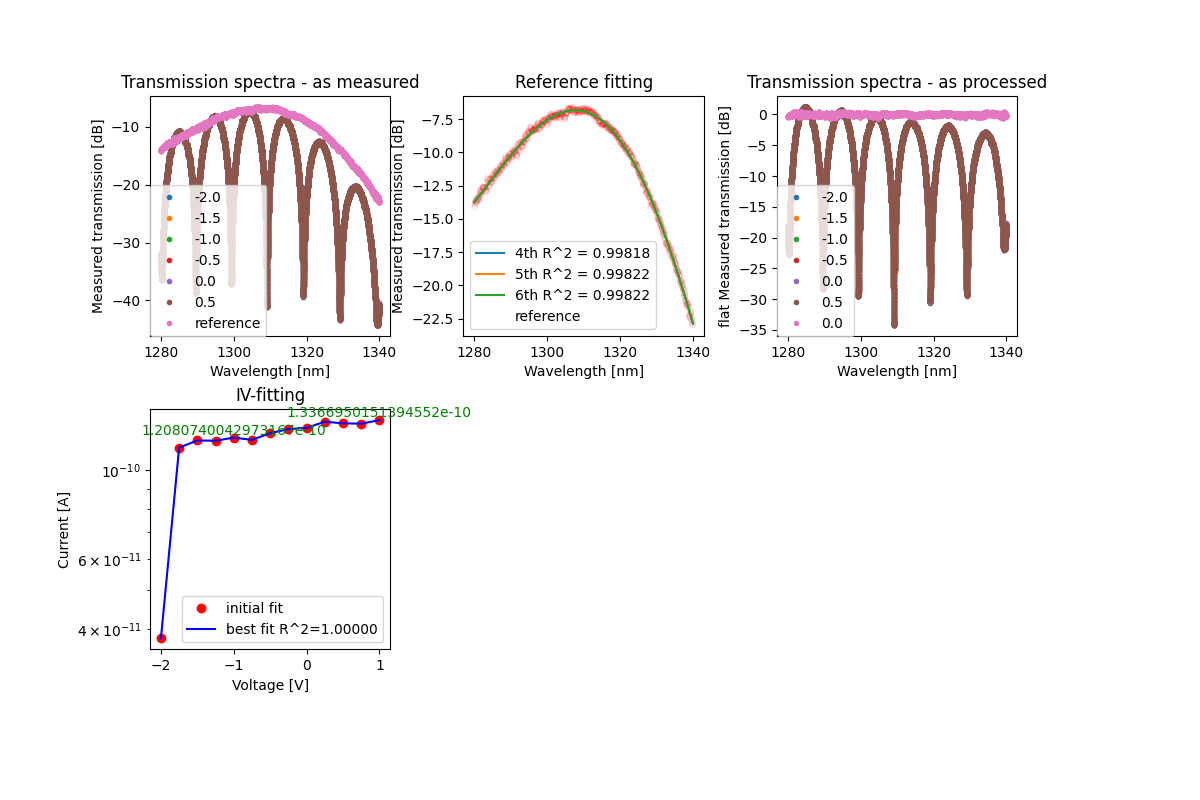 Transmission spectra - as measured
Measured transmission [dB]
−10
−20
−30
−40
-2.0
-1.5
-1.0
-0.5
0.0
0.5
reference
1280
1300
1320
1340
Wavelength [nm]
Reference fitting
Measured transmission [dB]
−7.5
−10.0
−12.5
−15.0
−17.5
−20.0
−22.5
4th R^2 = 0.99818
5th R^2 = 0.99822
6th R^2 = 0.99822
reference
1280
1300
1320
1340
Wavelength [nm]
Transmission spectra - as processed
flat Measured transmission [dB]
0
−5
−10
−15
−20
−25
−30
−35
-2.0
-1.5
-1.0
-0.5
0.0
0.5
0.0
1280
1300
1320
1340
Wavelength [nm]
IV-fitting
1.3366950151394552e-10
Current [A]
10⁻¹⁰
6 × 10⁻¹¹
4 × 10⁻¹¹
initial fit
best fit R^2=1.00000
−2
−1
0
1
Voltage [V]